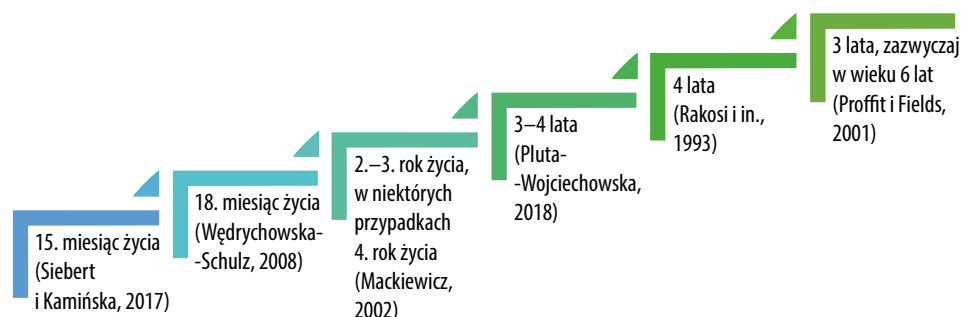 15. miesiąc życia
(Siebert
i Kamińska, 2017)
18. miesiąc życia
(Wędrychowska-
-Schulz, 2008)
2.–3. rok życia,
w niektórych
przypadkach
4. rok życia
(Mackiewicz,
2002)
3–4 lata
(Pluta-
-Wojciechowska,
2018)
4 lata
(Rakosi i in.,
1993)
3 lata, zazwyczaj
w wieku 6 lat
(Proffit i Fields,
2001)